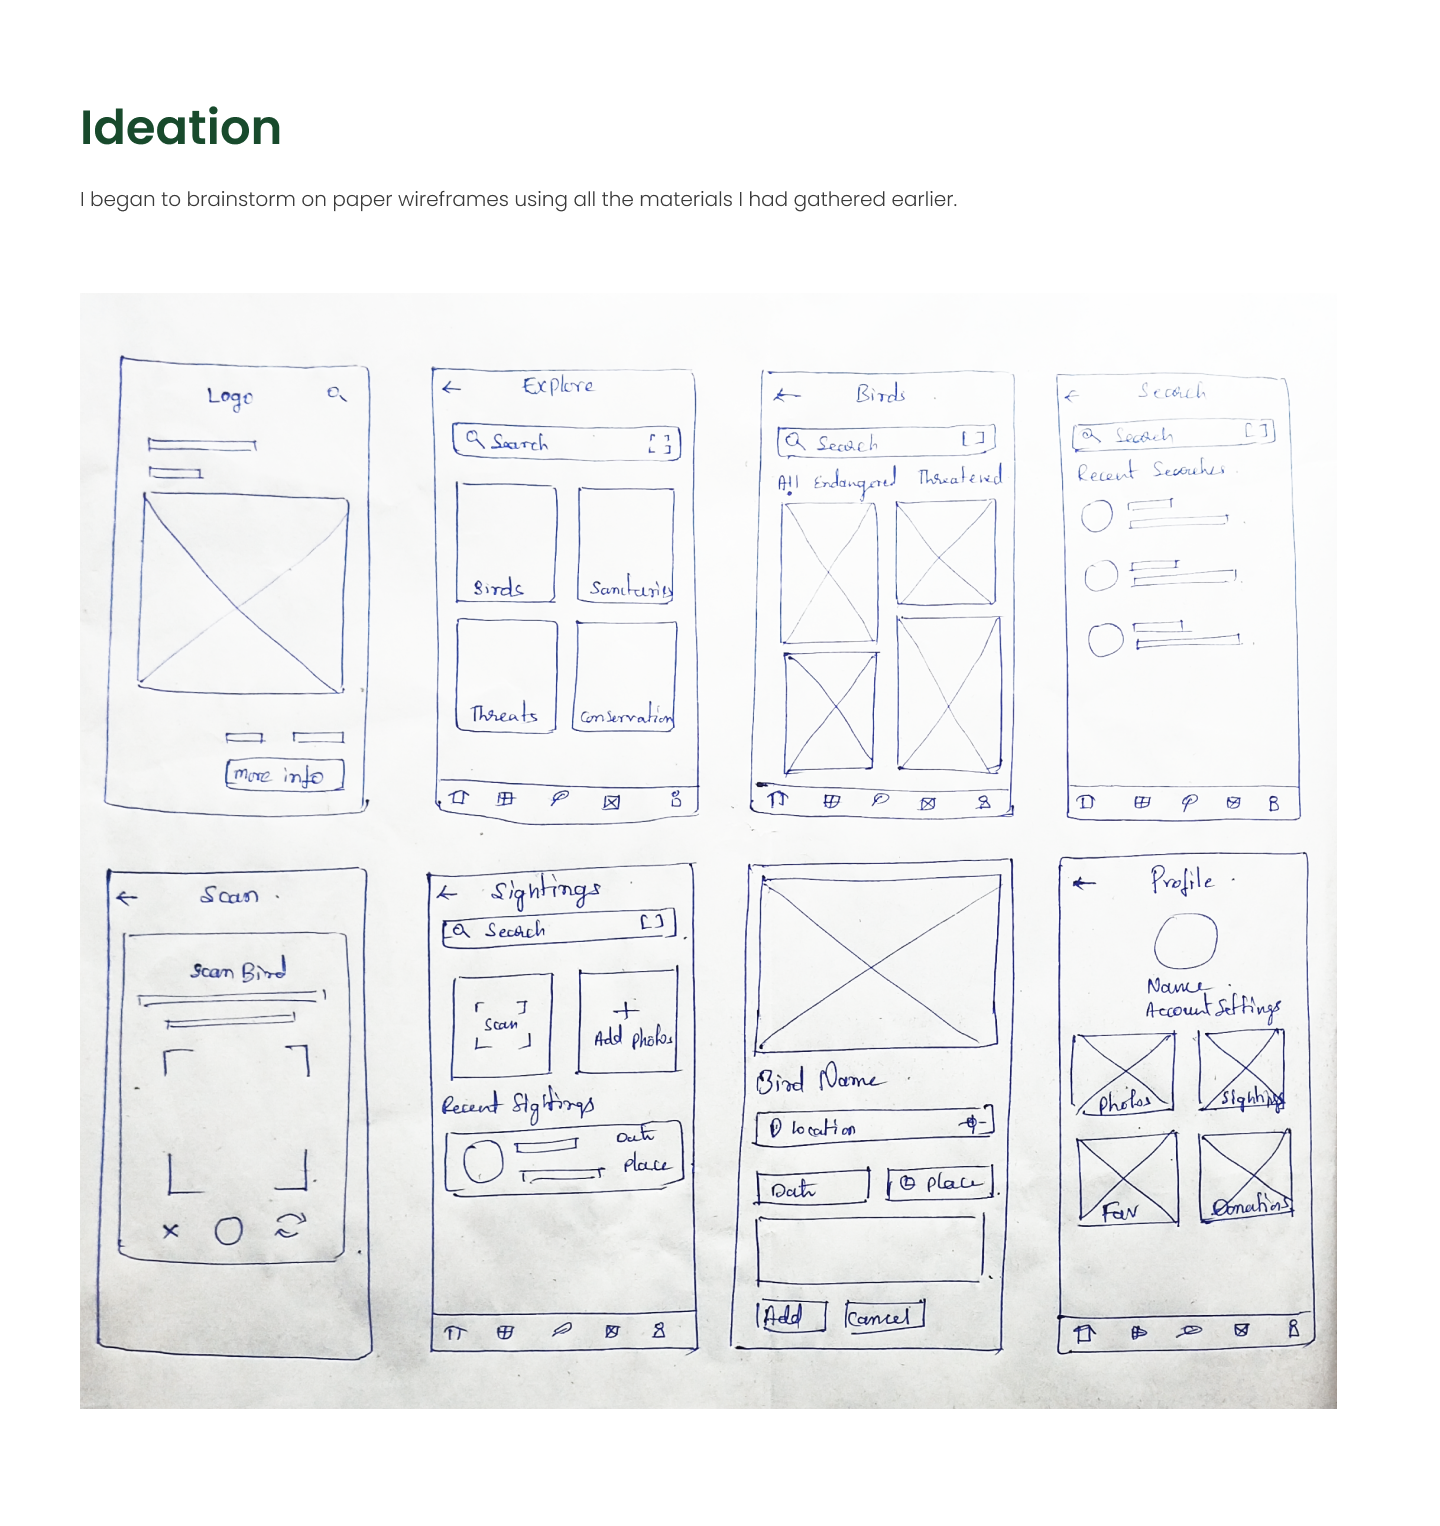 Ideation
I began to brainstorm on paper wireframes using all the materials I had gathered earlier.
Logo
more info
Explore
Search
Birds
Sancturies
Threats
Conservation
Birds
Search
All Endangered Threatened
Search
Search
Recent Searches
Scan
Scan Bird
Sightings
Search
Scan
Add photos
Recent Sightings
Date
place
Bird Name
location
Date
place
Add
Cancel
Profile
Name
Account Settings
photos
Sightings
Fav
Donations